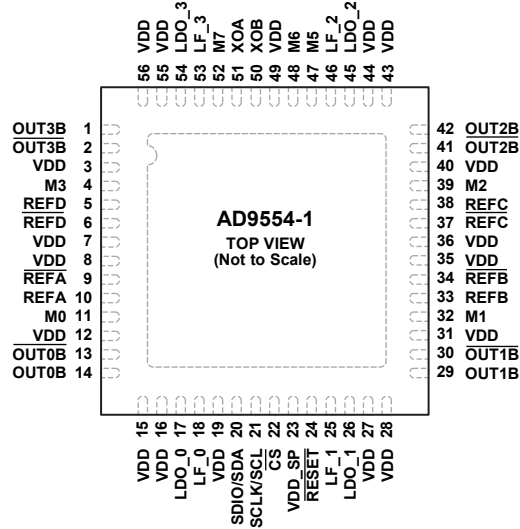 56 VDD
55 VDD
54 LDO_3
53 LF_3
52 M7
51 XOA
50 XOB
49 VDD
48 M6
47 M5
46 LF_2
45 LDO_2
44 VDD
43 VDD
OUT3B 1
OUT3B 2
VDD 3
M3 4
REFD 5
REFD 6
VDD 7
VDD 8
REFA 9
REFA 10
M0 11
VDD 12
OUT0B 13
OUT0B 14
AD9554-1
TOP VIEW
(Not to Scale)
42 OUT2B
41 OUT2B
40 VDD
39 M2
38 REFC
37 REFC
36 VDD
35 VDD
34 REFB
33 REFB
32 M1
31 VDD
30 OUT1B
29 OUT1B
VDD 15
VDD 16
LDO_0 17
LF_0 18
VDD 19
SDIO/SDA 20
SCLK/SCL 21
CS 22
VDD_SP 23
RESET 24
LF_1 25
LDO_1 26
VDD 27
VDD 28